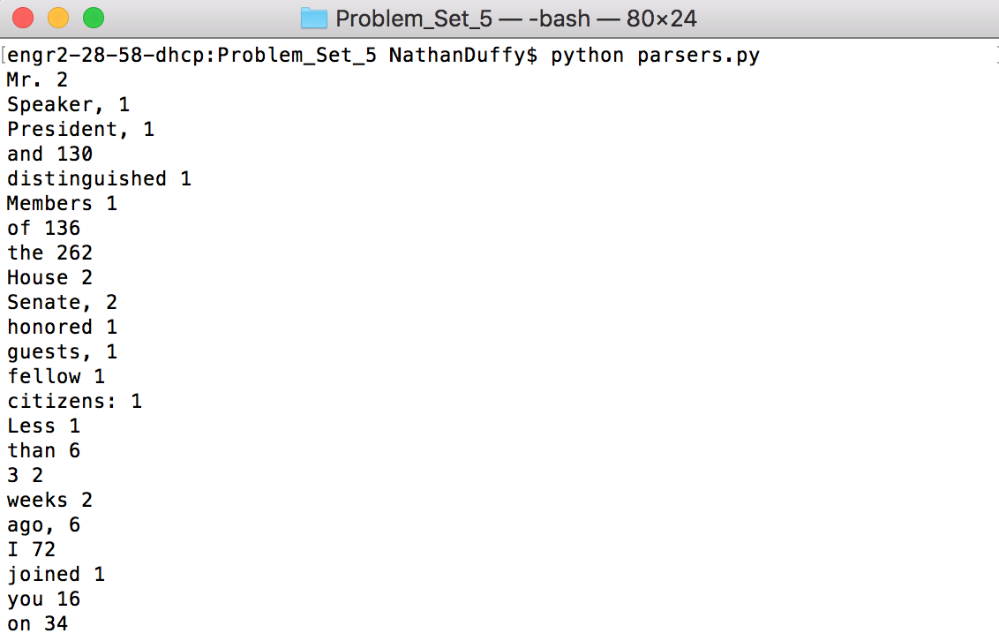 Problem_Set_5 — -bash — 80×24
[engr2-28-58-dhcp:Problem_Set_5 NathanDuffy$ python parsers.py
Mr. 2
Speaker, 1
President, 1
and 130
distinguished 1
Members 1
of 136
the 262
House 2
Senate, 2
honored 1
guests, 1
fellow 1
citizens: 1
Less 1
than 6
3 2
weeks 2
ago, 6
I 72
joined 1
you 16
on 34